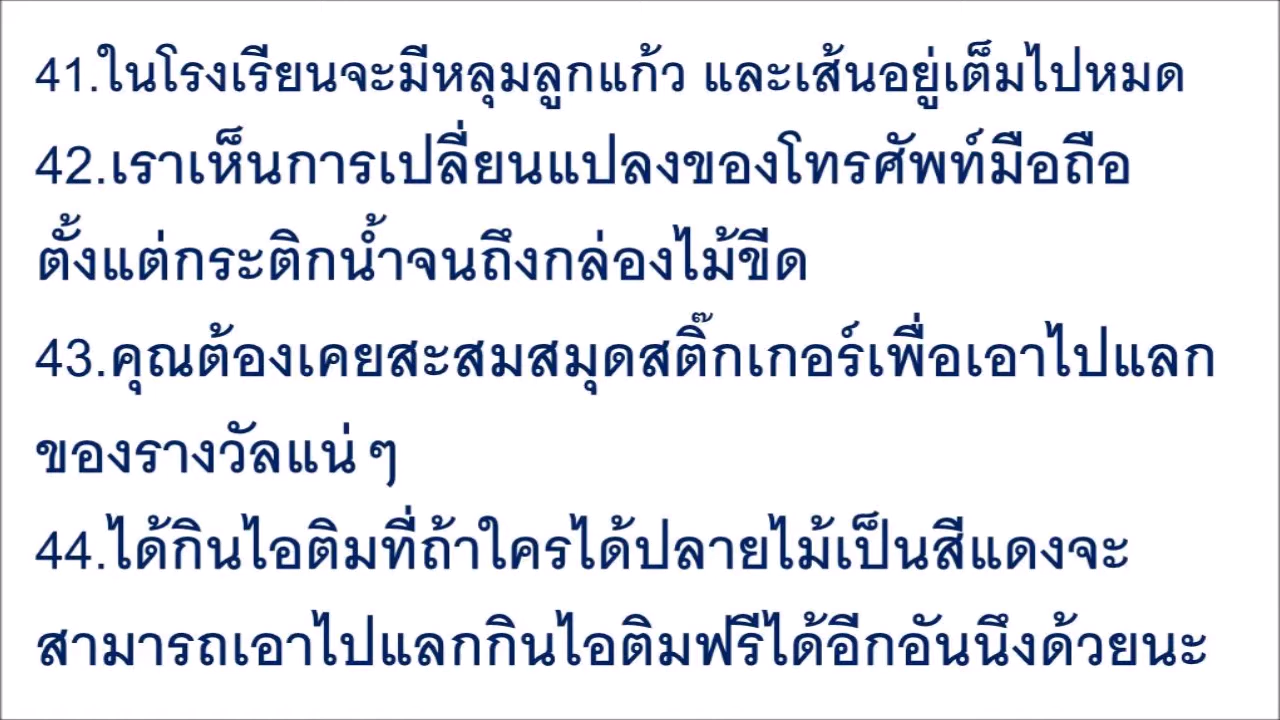 41.ในโรงเรียนจะมีหลุมลูกแก้ว และเส้นอยู่เต็มไปหมด
42.เราเห็นการเปลี่ยนแปลงของโทรศัพท์มือถือ
ตั้งแต่กระติกน้ำจนถึงกล่องไม้ขีด
43.คุณต้องเคยสะสมสมุดสติ๊กเกอร์เพื่อเอาไปแลก
ของรางวัลแน่ ๆ
44.ได้กินไอติมที่ถ้าใครได้ปลายไม้เป็นสีแดงจะ
สามารถเอาไปแลกกินไอติมฟรีได้อีกอันนึงด้วยนะ